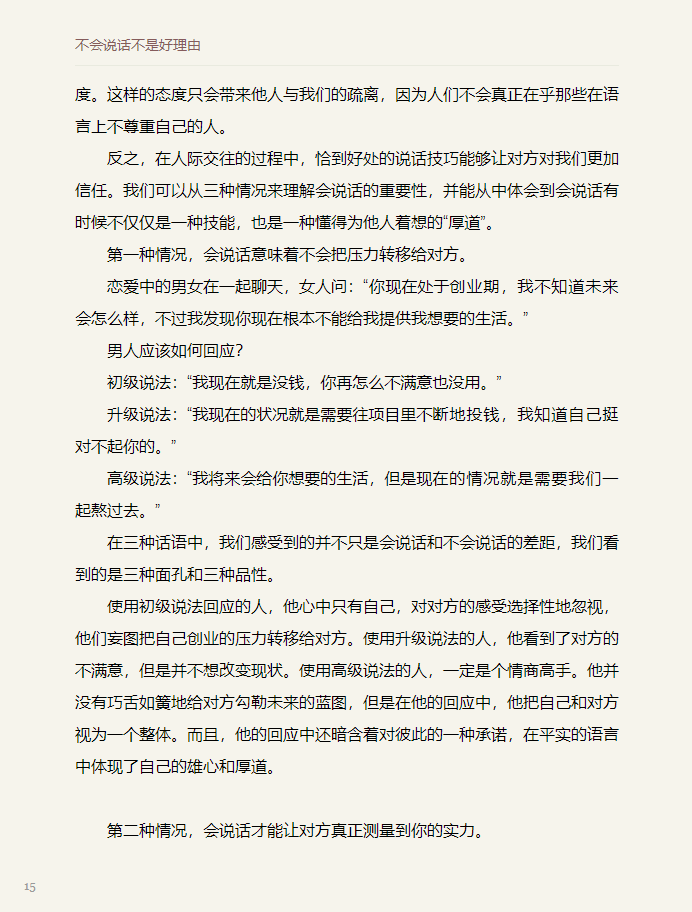 不会说话不是好理由
度。这样的态度只会带来他人与我们的疏离，因为人们不会真正在乎那些在语
言上不尊重自己的人。
反之，在人际交往的过程中，恰到好处的说话技巧能够让对方对我们更加
信任。我们可以从三种情况来理解会说话的重要性，并能从中体会到会说话有
时候不仅仅是一种技能，也是一种懂得为他人着想的“厚道”。
第一种情况，会说话意味着不会把压力转移给对方。
恋爱中的男女在一起聊天，女人问：“你现在处于创业期，我不知道未来
会怎么样，不过我发现你现在根本不能给我提供我想要的生活。”
男人应该如何回应？
初级说法：“我现在就是没钱，你再怎么不满意也没用。”
升级说法：“我现在的状况就是需要往项目里不断地投钱，我知道自己挺
对不起你的。”
高级说法：“我将来会给你想要的生活，但是现在的情况就是需要我们一
起熬过去。”
在三种话语中，我们感受到的并不只是会说话和不会说话的差距，我们看
到的是三种面孔和三种品性。
使用初级说法回应的人，他心中只有自己，对对方的感受选择性地忽视，
他们妄图把自己创业的压力转移给对方。使用升级说法的人，他看到了对方的
不满意，但是并不想改变现状。使用高级说法的人，一定是个情商高手。他并
没有巧舌如簧地给对方勾勒未来的蓝图，但是在他的回应中，他把自己和对方
视为一个整体。而且，他的回应中还暗含着对彼此的一种承诺，在平实的语言
中体现了自己的雄心和厚道。
第二种情况，会说话才能让对方真正测量到你的实力。
15